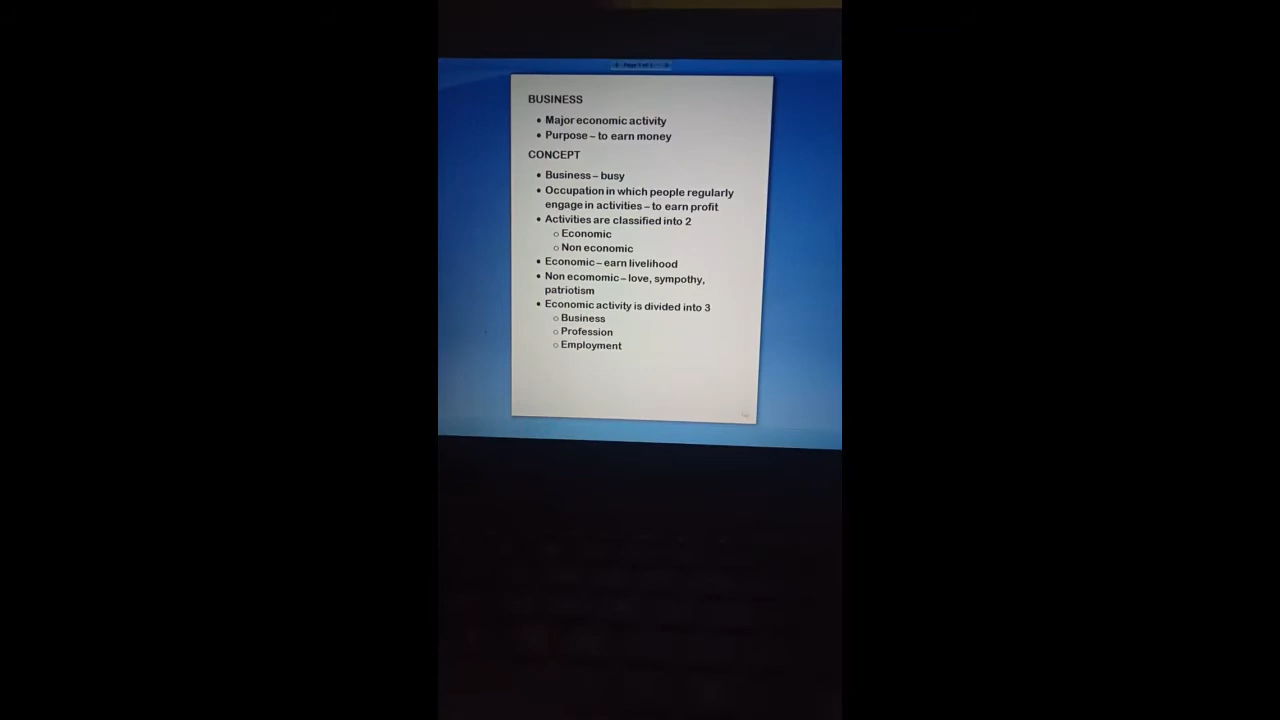 BUSINESS
• Major economic activity
• Purpose – to earn money
CONCEPT
• Business – busy
• Occupation in which people regularly
engage in activities – to earn profit
• Activities are classified into 2
○ Economic
○ Non economic
• Economic – earn livelihood
• Non ecomomic – love, sympothy,
patriotism
• Economic activity is divided into 3
○ Business
○ Profession
○ Employment